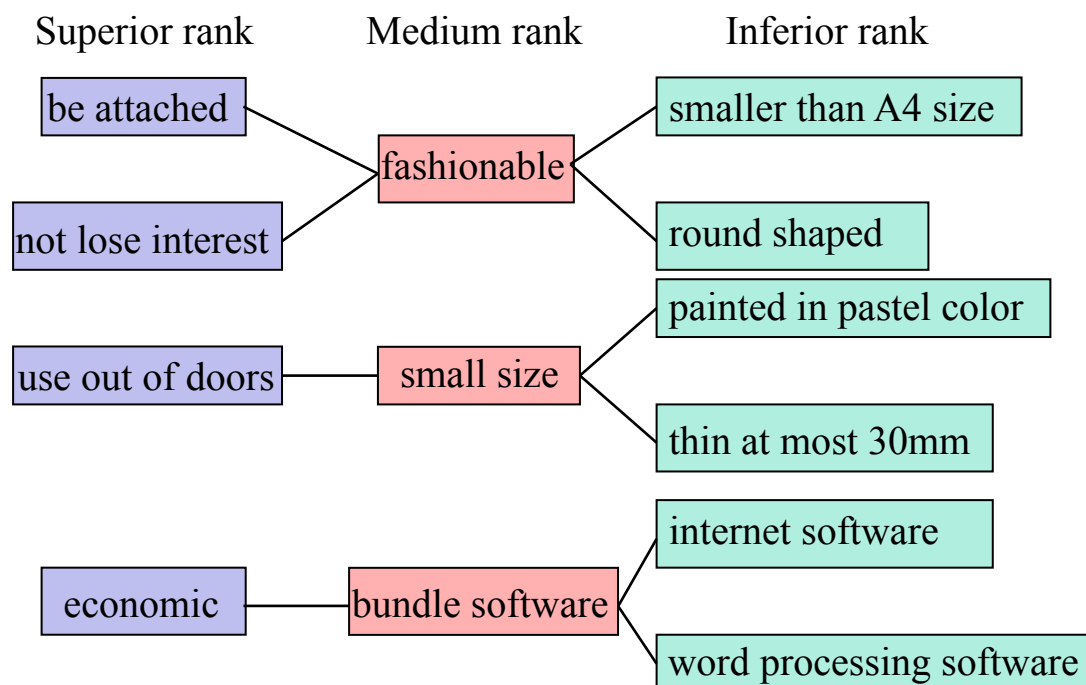 Superior rank
Medium rank
Inferior rank
be attached
fashionable
smaller than A4 size
not lose interest
round shaped
painted in pastel color
use out of doors
small size
thin at most 30mm
internet software
economic
bundle software
word processing software